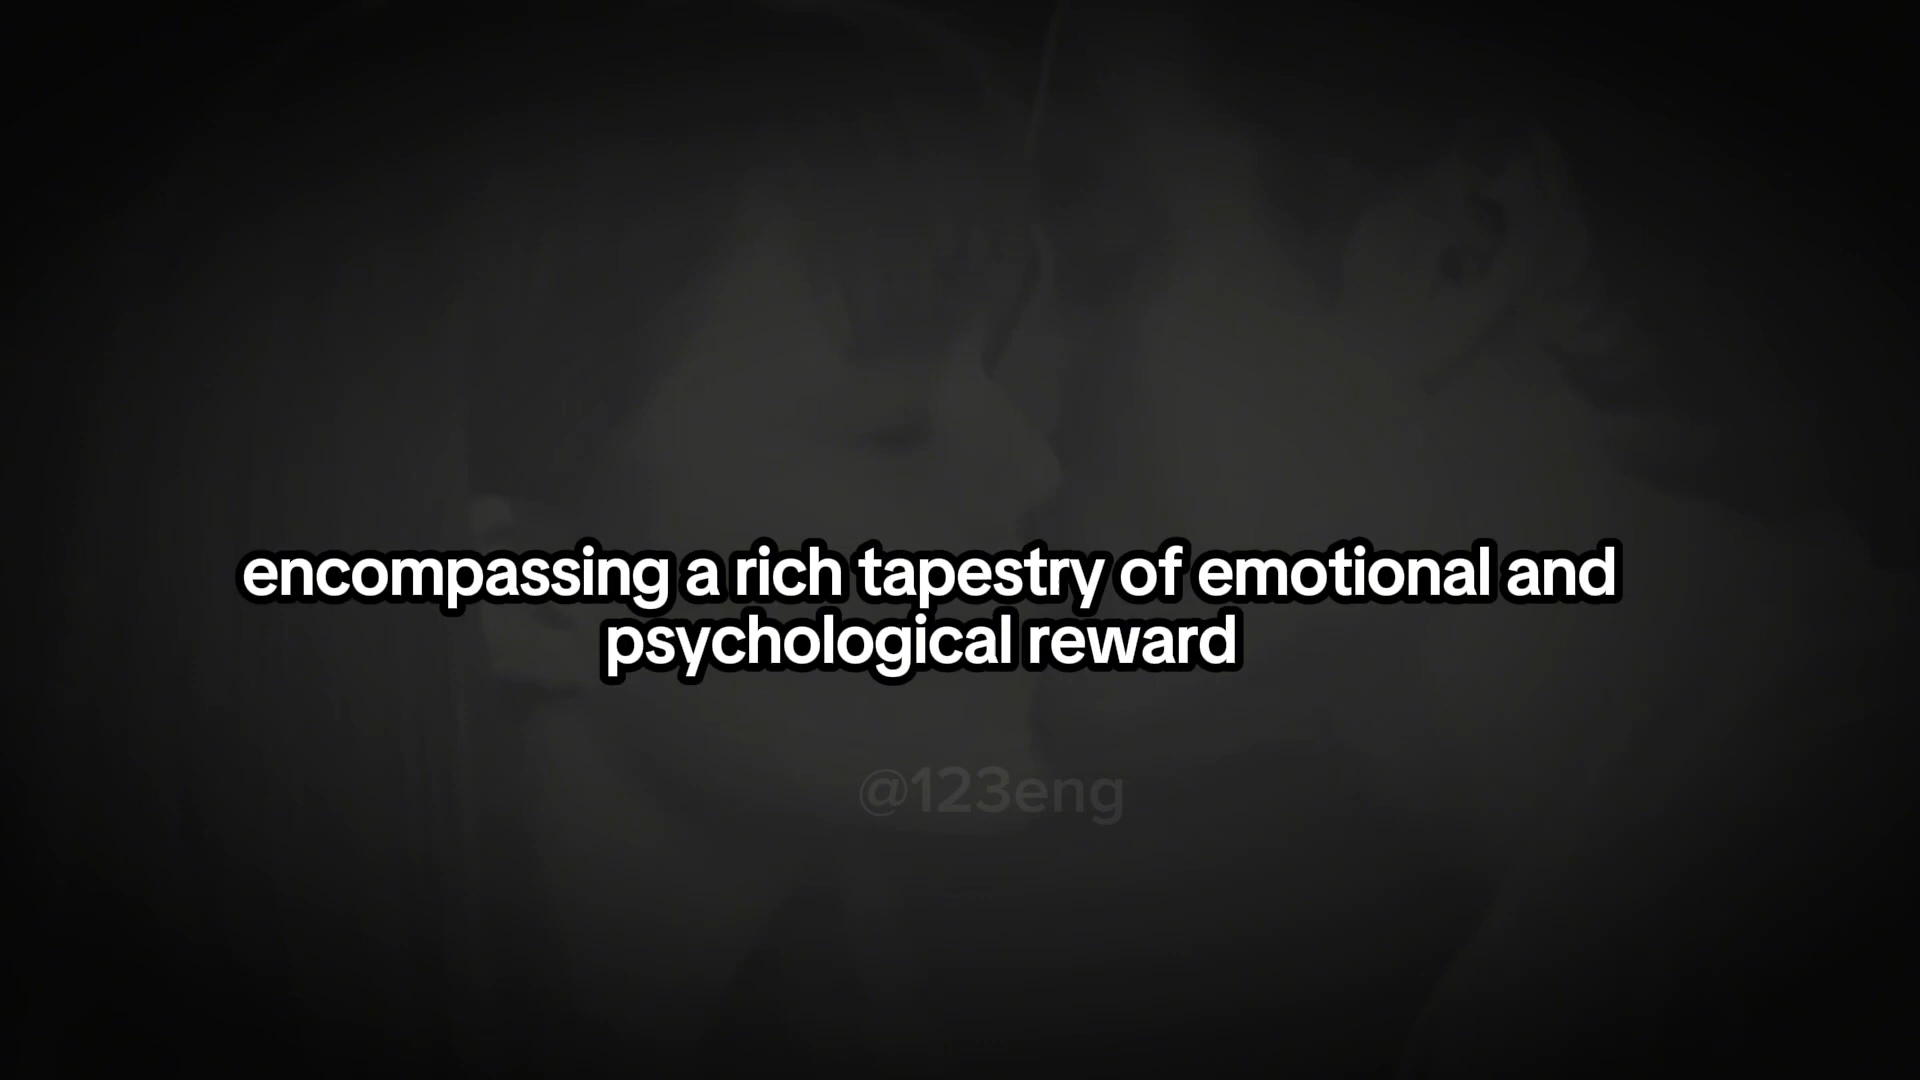 encompassing a rich tapestry of emotional and
psychological reward
@123eng